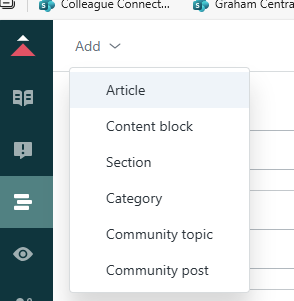 Colleague Connect...
Graham Centra
Add
Article
Content block
Section
Category
Community topic
Community post